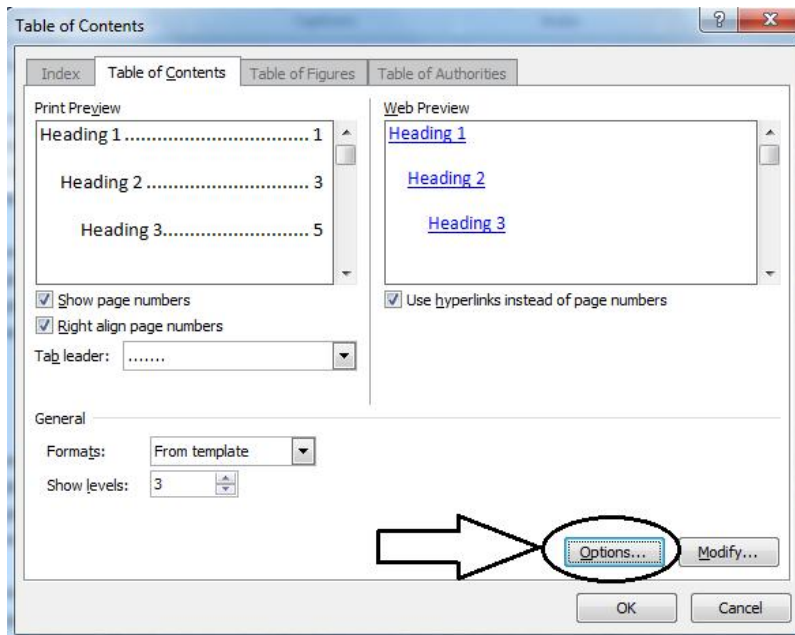 Table of Contents
Index Table of Contents Table of Figures Table of Authorities
Print Preview
Heading 1 .................................. 1
Heading 2 .............................. 3
Heading 3........................... 5
Web Preview
Heading 1
Heading 2
Heading 3
Show page numbers
Right align page numbers
Tab leader: .......
Use hyperlinks instead of page numbers
General
Formats: From template
Show levels: 3
Options... Modify...
OK Cancel